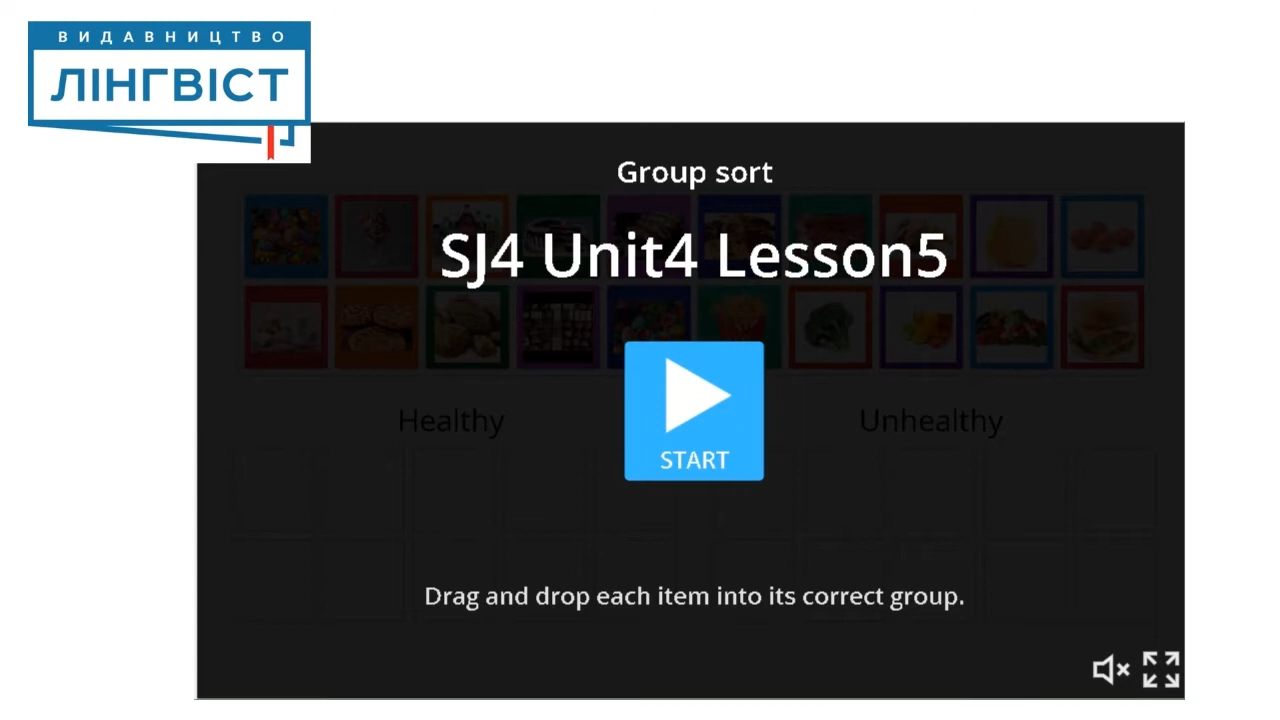 ВИДАВНИЦТВО
ЛІНГВІСТ
Group sort
SJ4 Unit4 Lesson5
Healthy
Unhealthy
START
Drag and drop each item into its correct group.